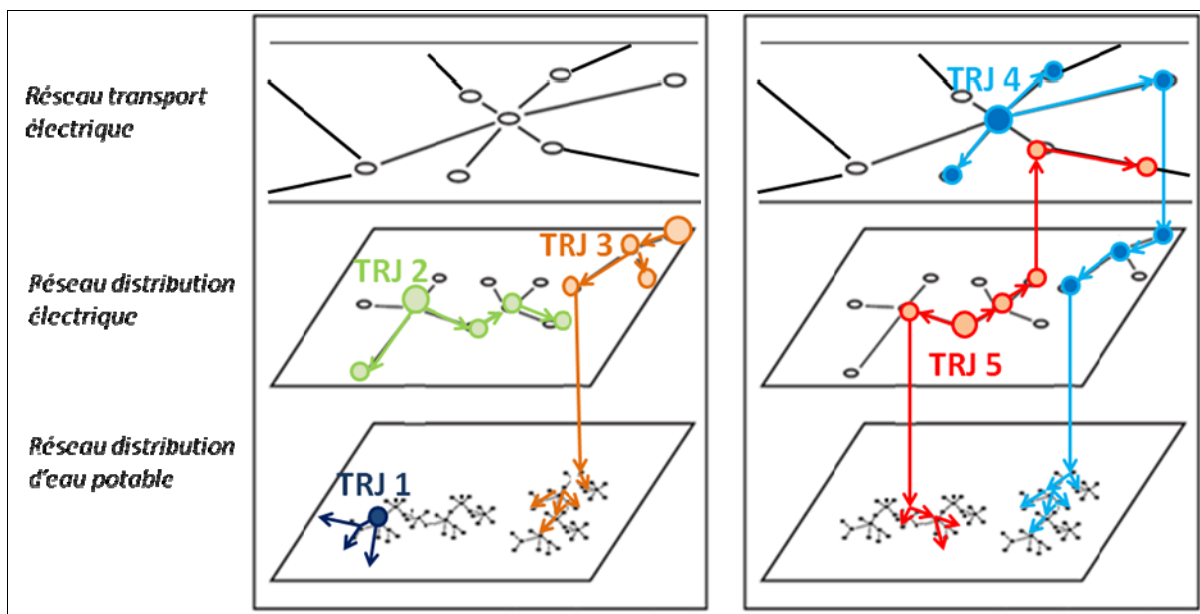 Réseau transport
électrique
TRJ 4
Réseau distribution
électrique
TRJ 2
TRJ 3
TRJ 5
Réseau distribution
d'eau potable
TRJ 1